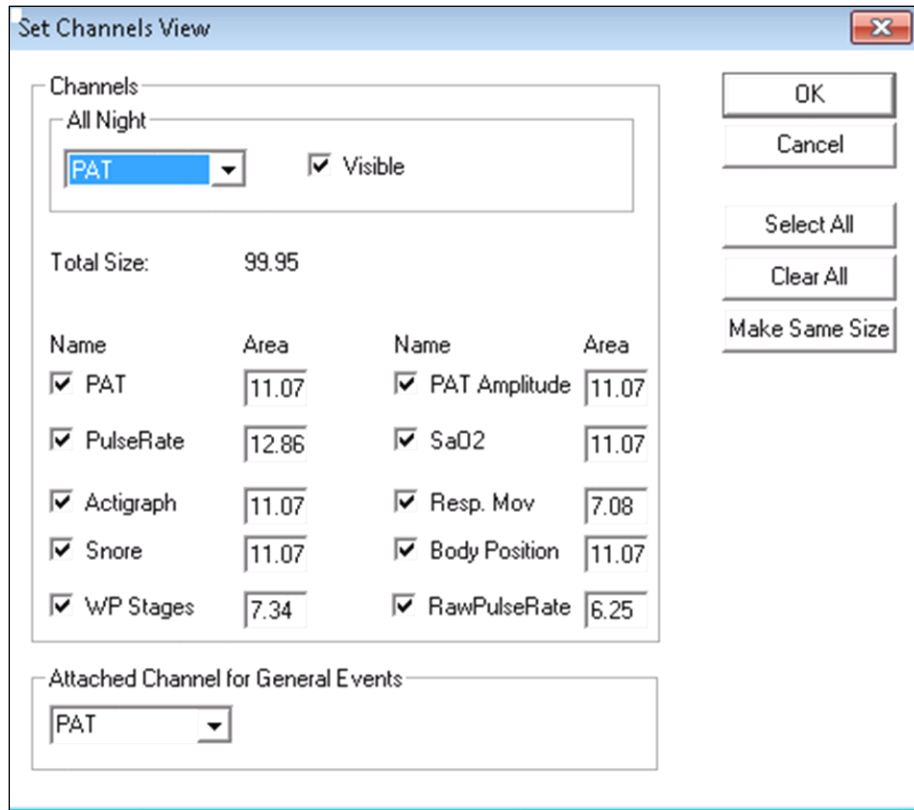 Set Channels View
Channels
All Night
PAT Visible
Total Size: 99.95
Name Area Name Area
PAT 11.07 PAT Amplitude 11.07
PulseRate 12.86 SaO2 11.07
Actigraph 11.07 Resp. Mov 7.08
Snore 11.07 Body Position 11.07
WP Stages 7.34 RawPulseRate 6.25
Attached Channel for General Events
PAT
OK
Cancel
Select All
Clear All
Make Same Size